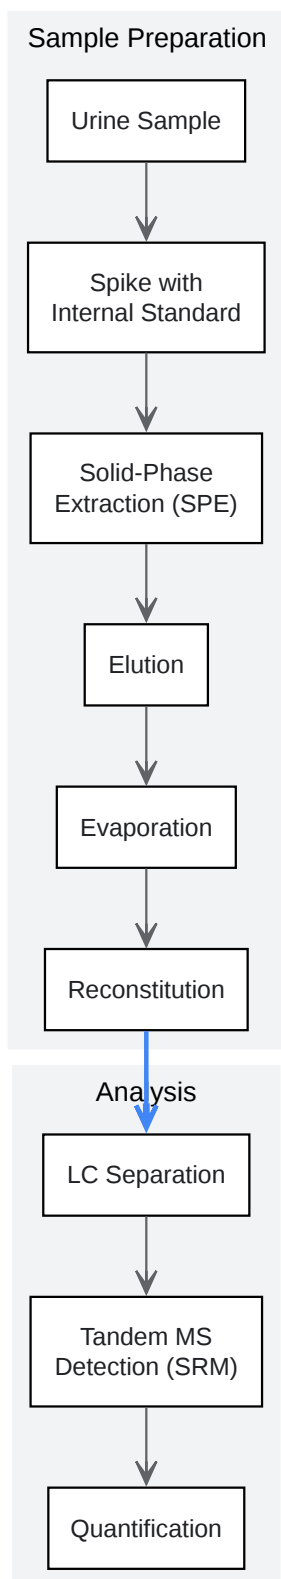 Sample Preparation
Urine Sample
Spike with
Internal Standard
Solid-Phase
Extraction (SPE)
Elution
Evaporation
Reconstitution
Analysis
LC Separation
Tandem MS
Detection (SRM)
Quantification